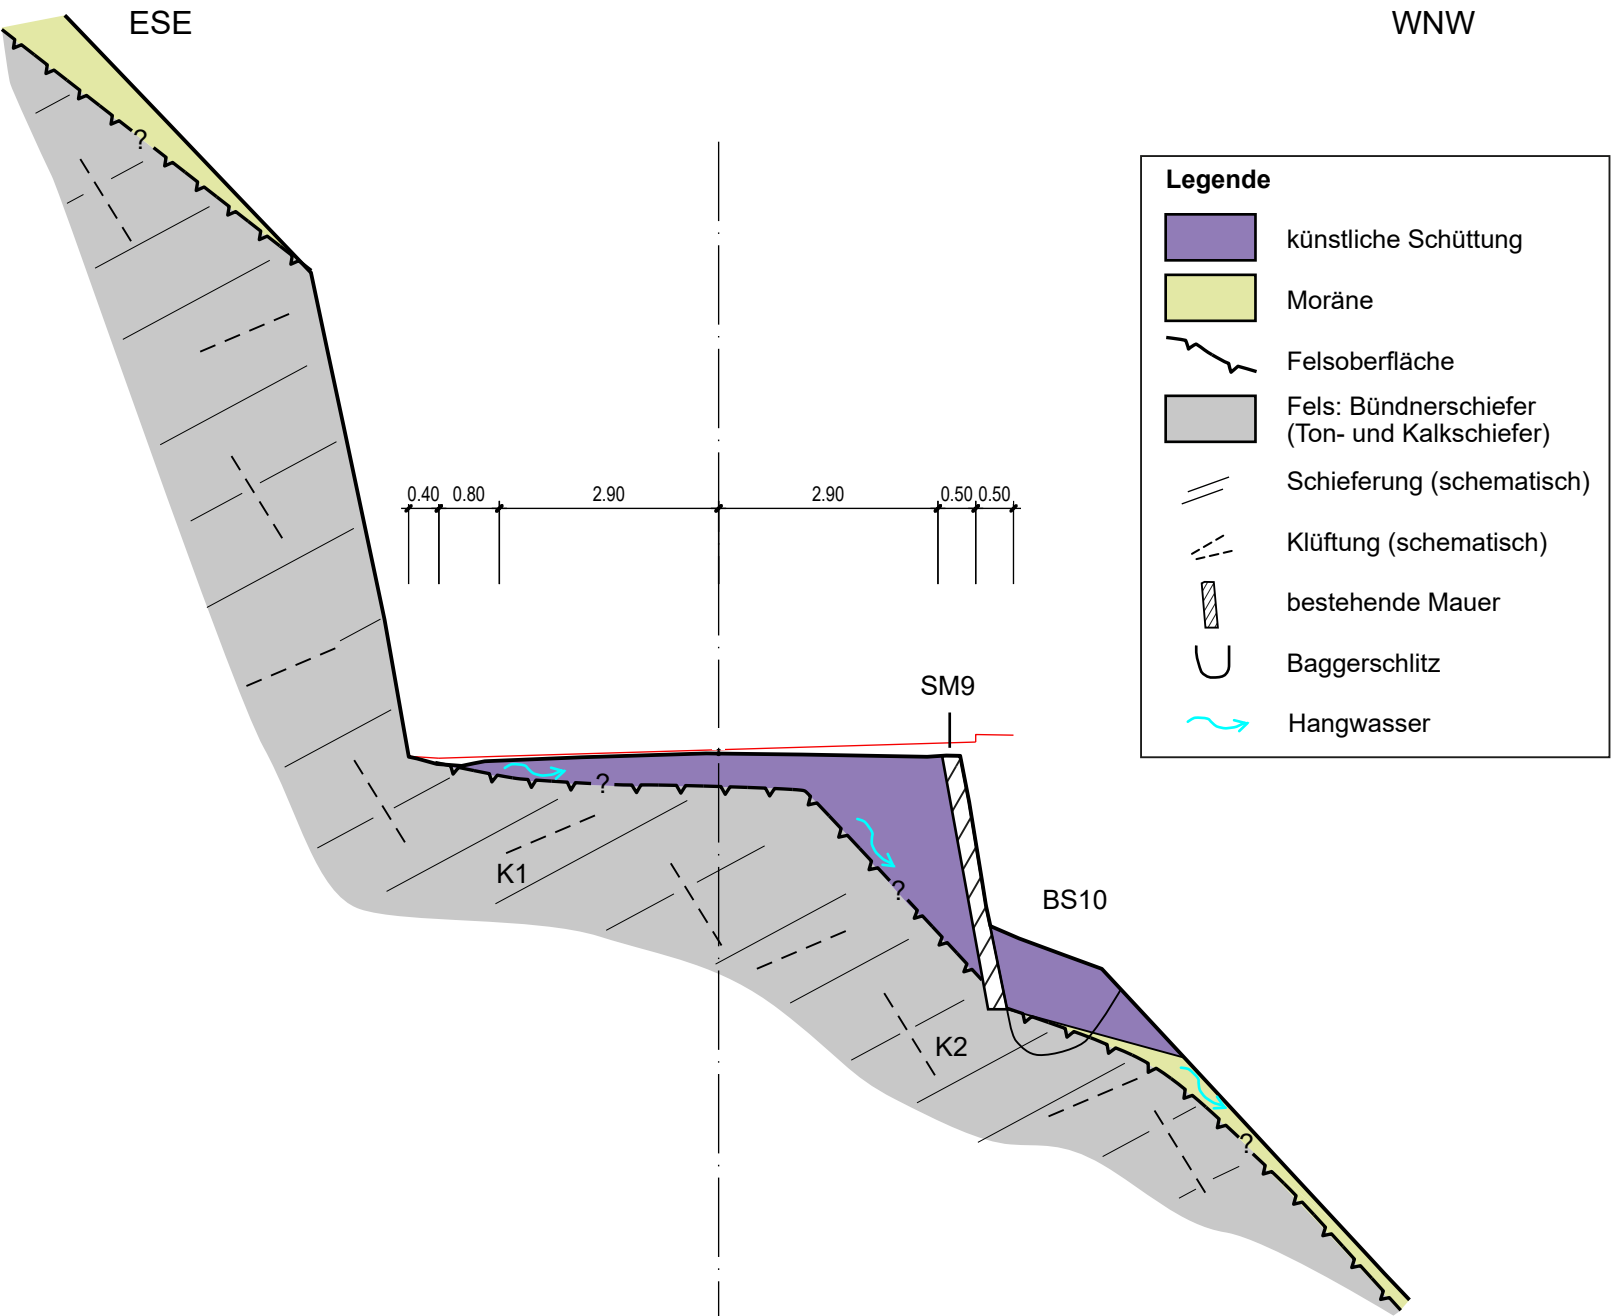 ESE
WNW
?
Legende
künstliche Schüttung
Moräne
Felsoberfläche
Fels: Bündnerschiefer
(Ton- und Kalkschiefer)
Schieferung (schematisch)
Klüftung (schematisch)
bestehende Mauer
Baggerschlitz
Hangwasser
0.40 0.80 2.90 2.90 0.50 0.50
SM9
?
K1
?
BS10
K2
?